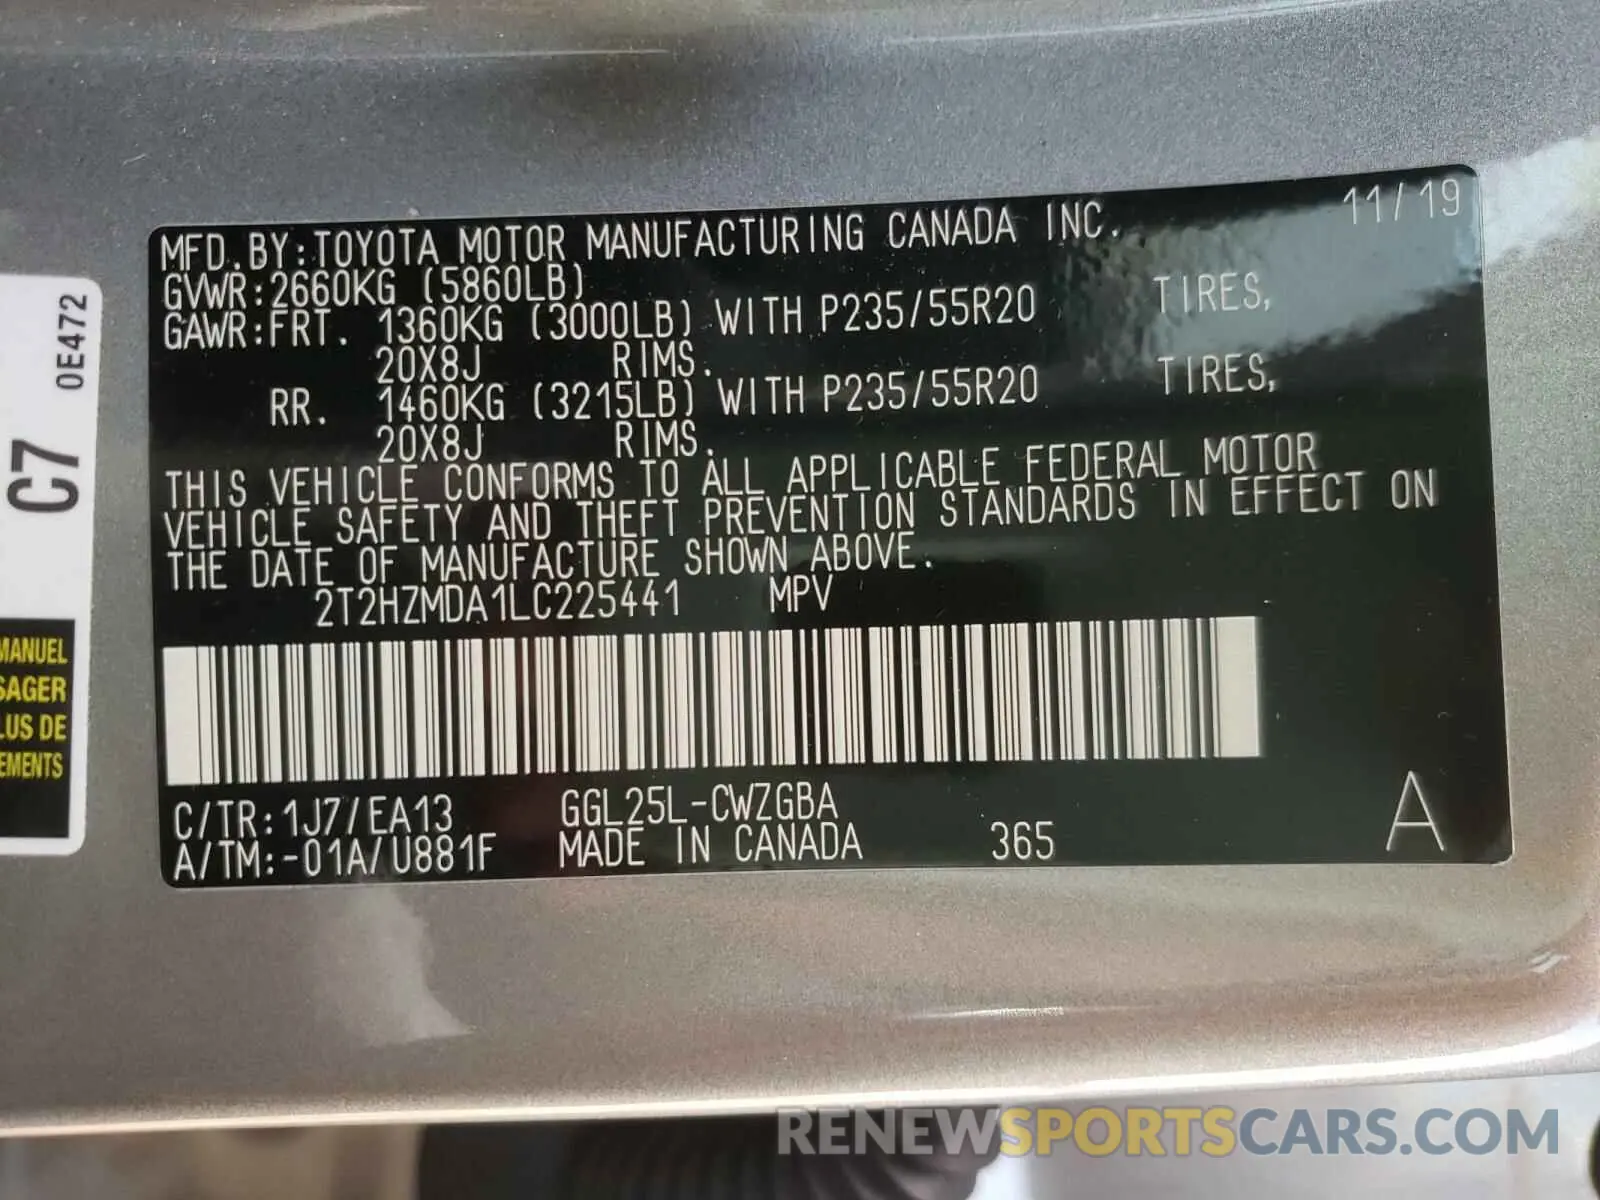 11/19
MFD.BY:TOYOTA MOTOR MANUFACTURING CANADA INC.
GVWR:2660KG (5860LB)
GAWR:FRT. 1360KG (3000LB) WITH P235/55R20 TIRES,
20X8J RIMS.
RR. 1460KG (3215LB) WITH P235/55R20 TIRES,
20X8J RIMS.
THIS VEHICLE CONFORMS TO ALL APPLICABLE FEDERAL MOTOR
VEHICLE SAFETY AND THEFT PREVENTION STANDARDS IN EFFECT ON
THE DATE OF MANUFACTURE SHOWN ABOVE.
2T2HZMDA1LC225441 MPV
C/TR:1J7/EA13 GGL25L-CWZGBA
A/TM:-01A/U881F MADE IN CANADA 365 A
C7 0E472
MANUEL
LUS DE
RENEWSPORTSCARS.COM